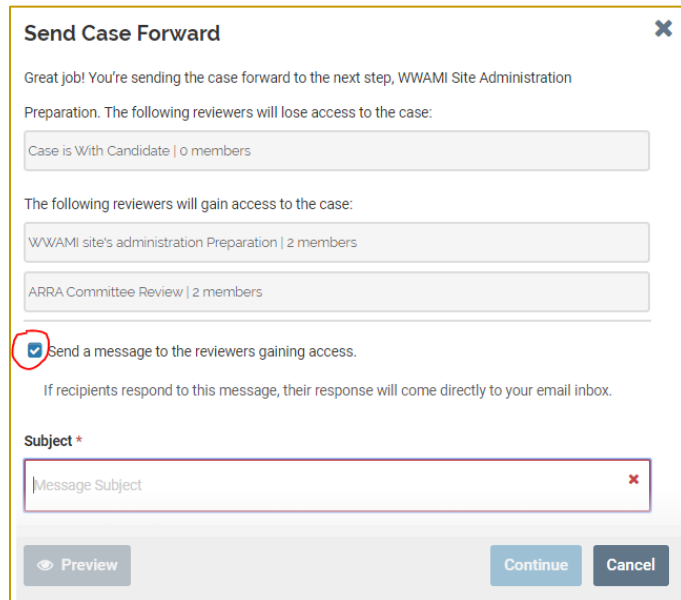 Send Case Forward
Great job! You're sending the case forward to the next step, WWAMI Site Administration
Preparation. The following reviewers will lose access to the case:
Case is With Candidate | 0 members
The following reviewers will gain access to the case:
WWAMI site's administration Preparation | 2 members
ARRA Committee Review | 2 members
Send a message to the reviewers gaining access.
If recipients respond to this message, their response will come directly to your email inbox.
Subject *
Message Subject
Preview Continue Cancel